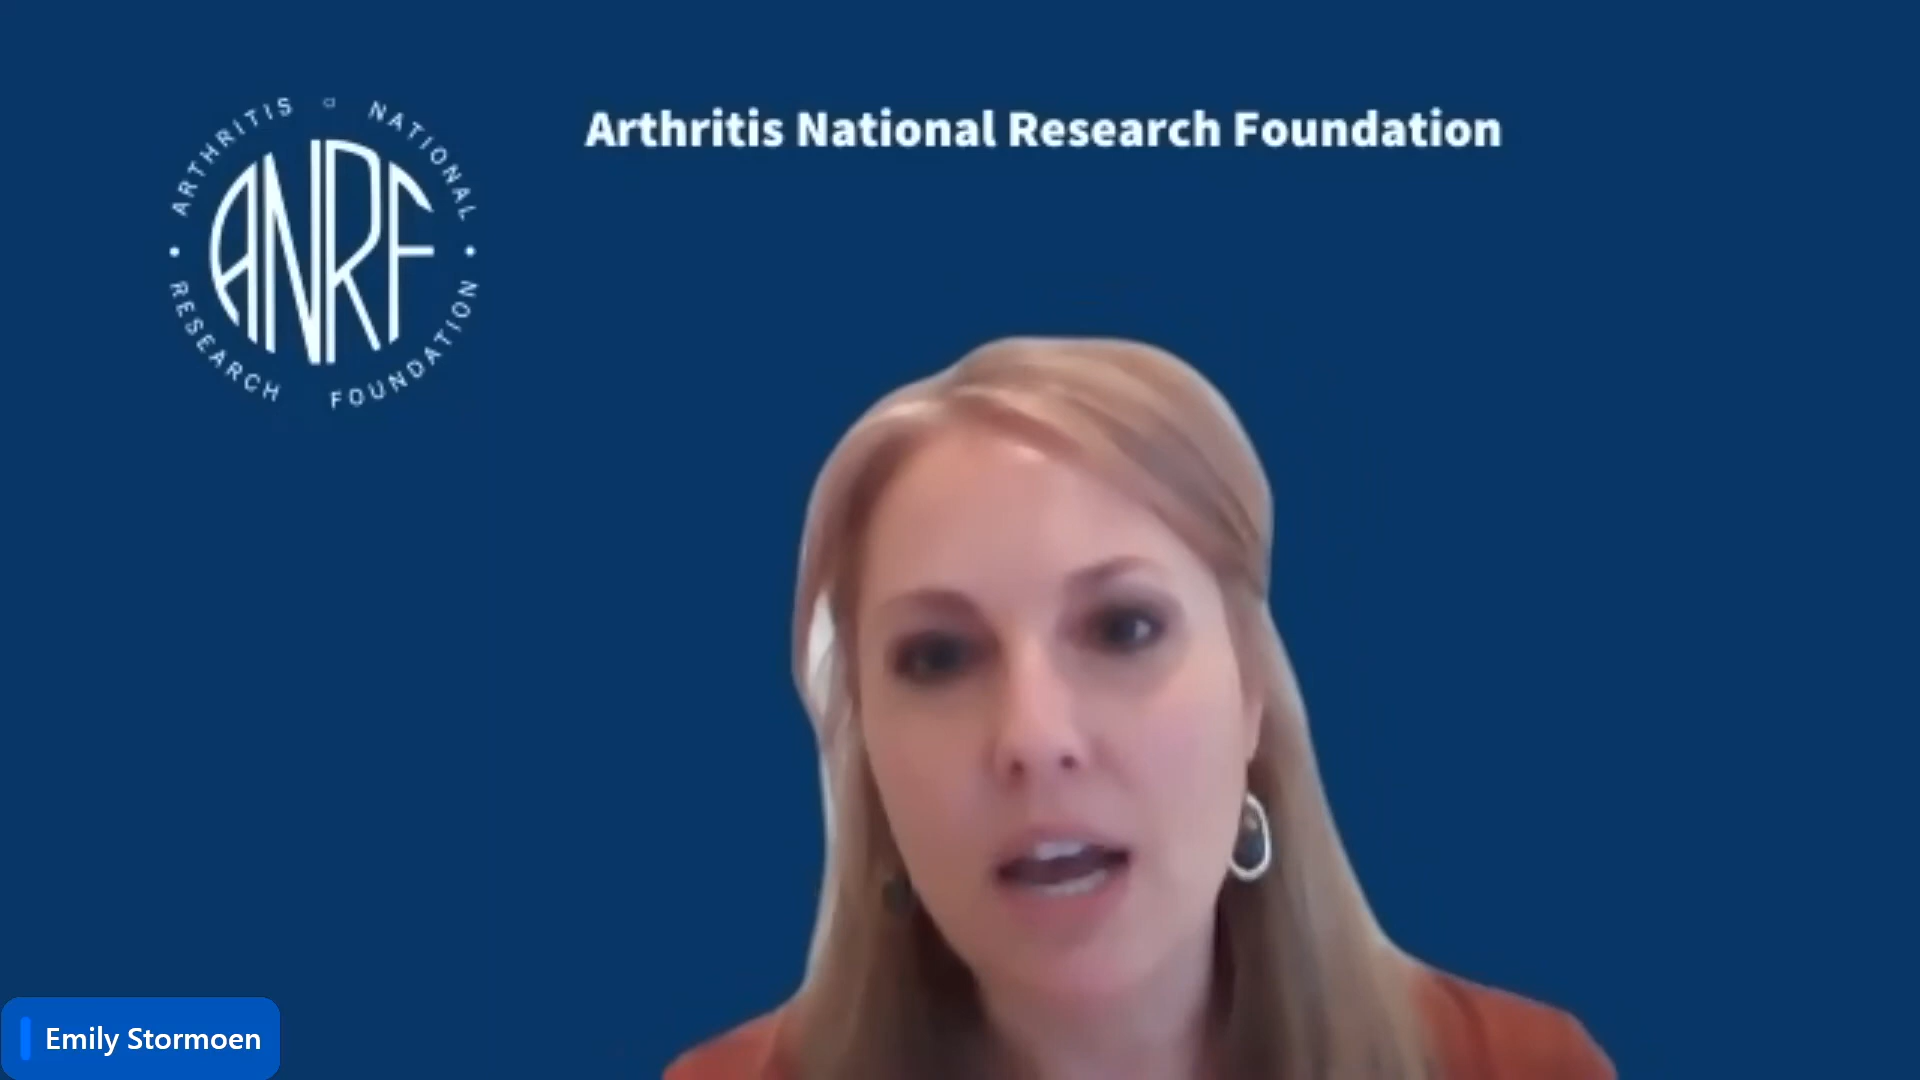 ARTHRITIS NATIONAL
ANRF
RESEARCH FOUNDATION
Arthritis National Research Foundation
Emily Stormoen